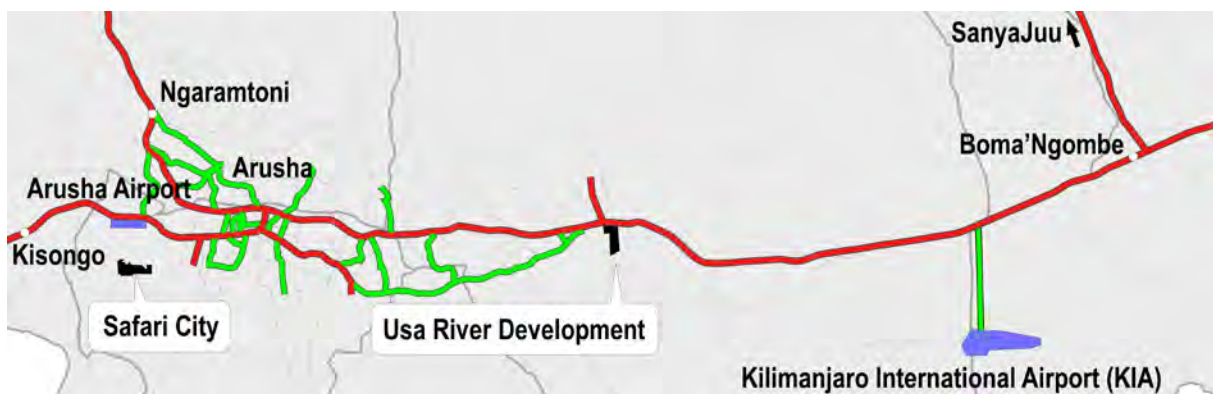 SanyaJuu
Ngaramtoni
Boma'Ngombe
Arusha
Arusha Airport
Kisongo
Safari City
Usa River Development
Kilimanjaro International Airport (KIA)